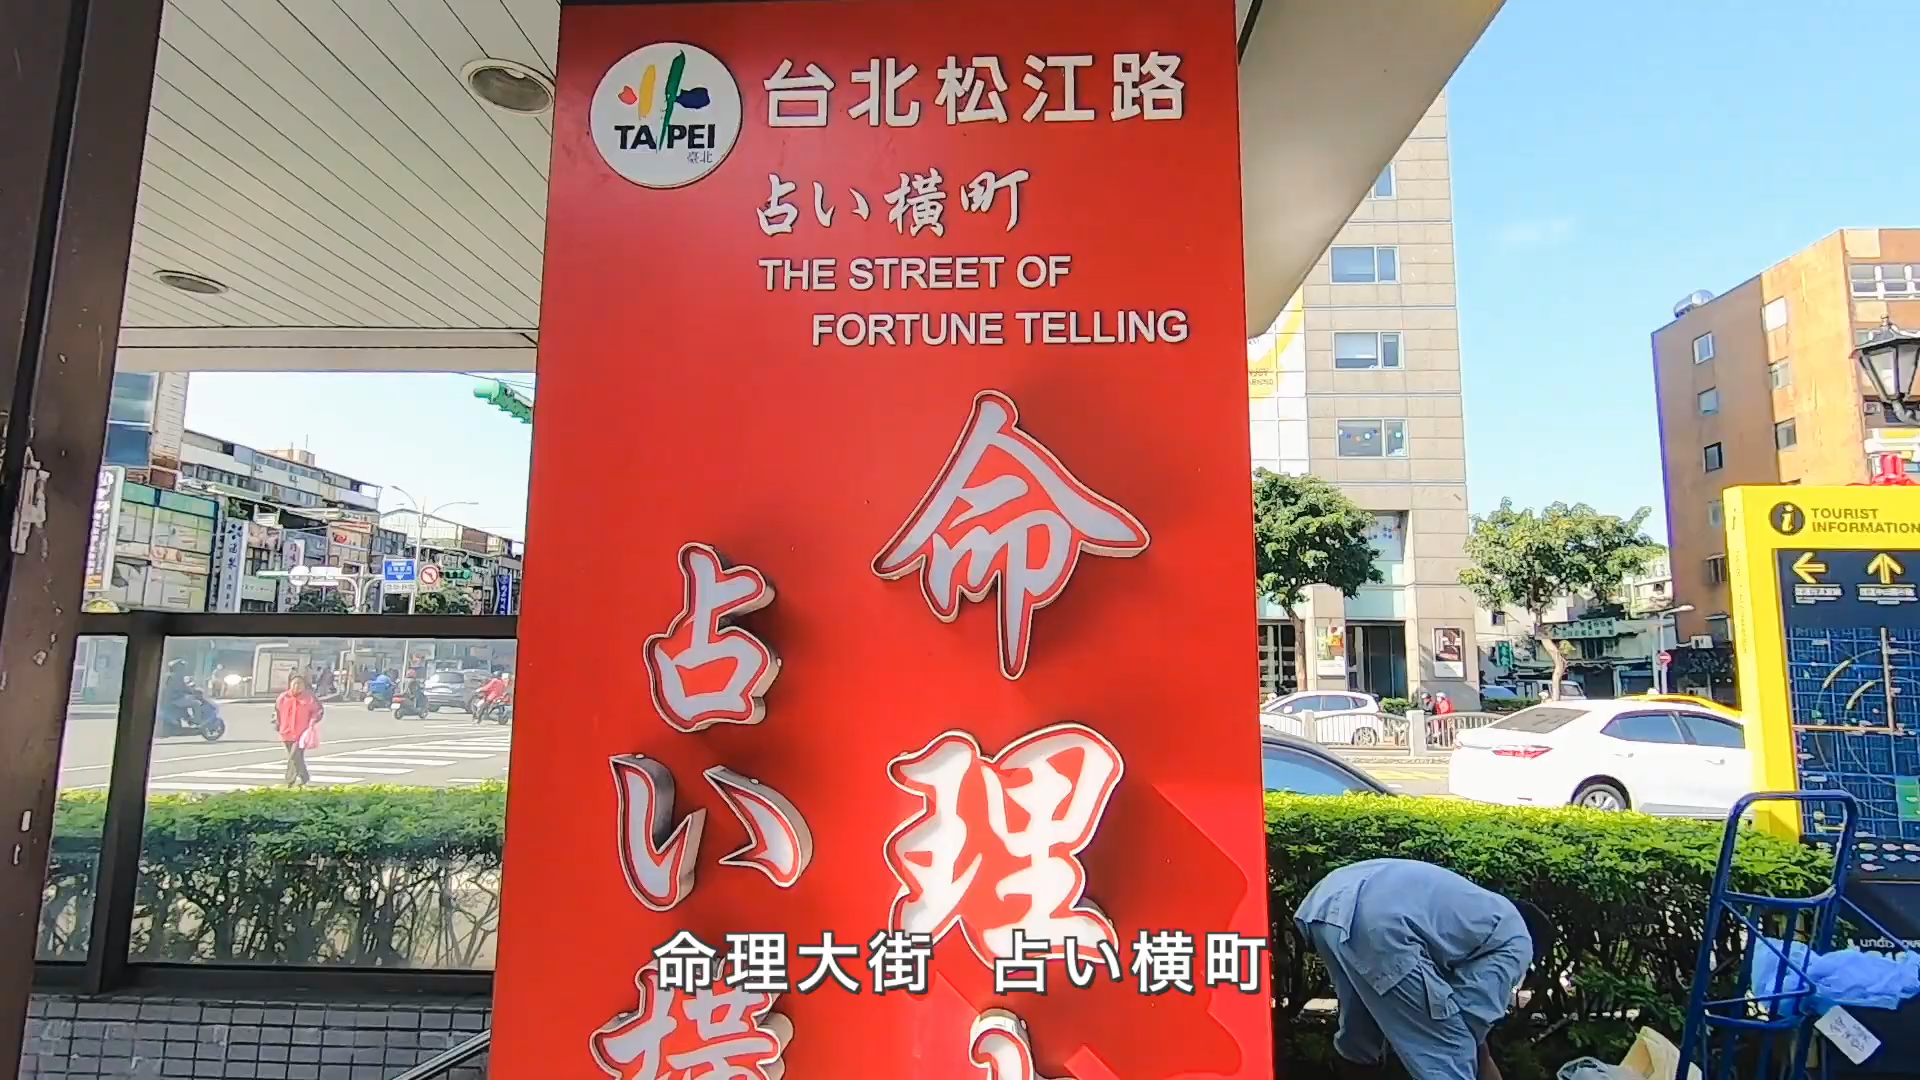 台北松江路
TAIPEI
臺北
占い横町
THE STREET OF
FORTUNE TELLING
命理
占い横
TOURIST
INFORMATION
命理大街 占い横町